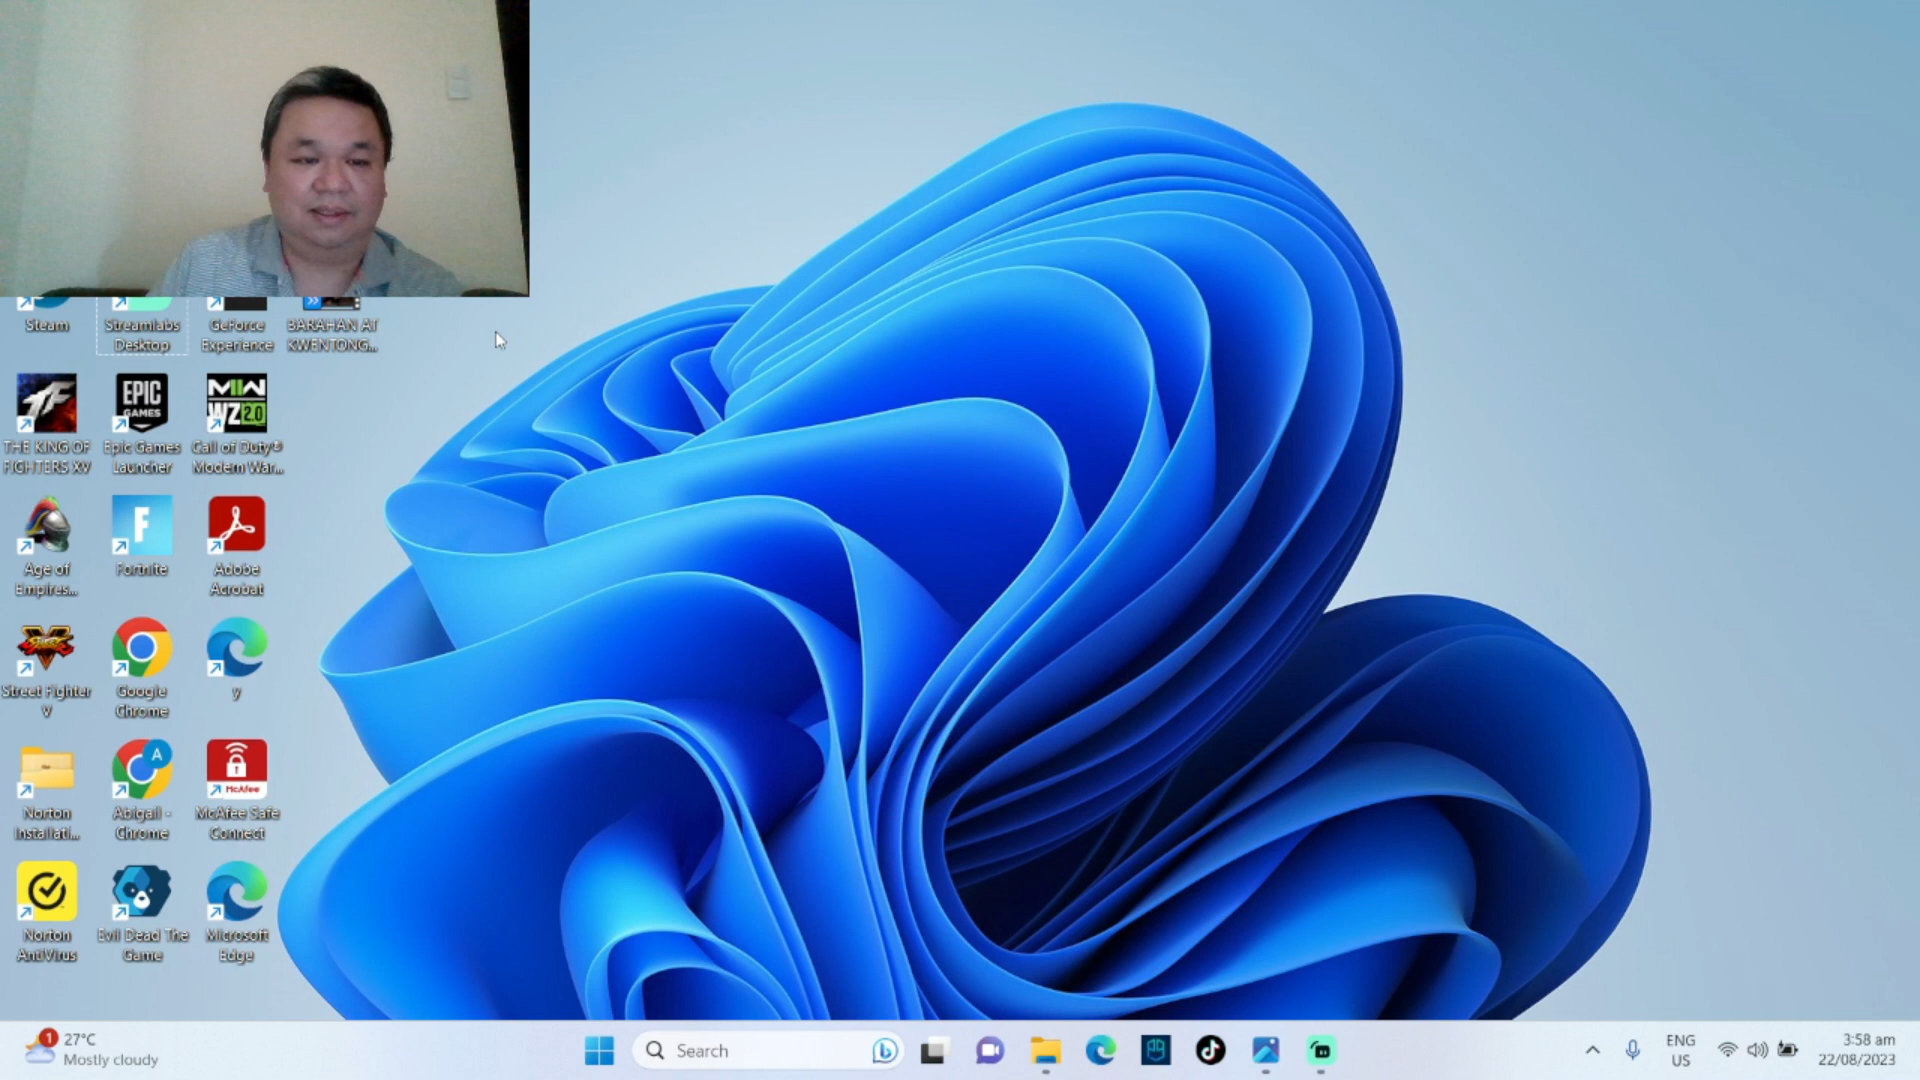 Steam
Streamlabs
Desktop
GeForce
Experience
BARAHAN AT
KWENTONG...
THE KING OF
FIGHTERS XV
EPIC
GAMES
Epic Games
Launcher
MW
WZ 2.0
Call of Duty®
Modern War...
Age of
Empires...
F
Fortnite
Adobe
Acrobat
Street Fighter
V
Google
Chrome
y
Norton
Installati...
A
Abigail -
Chrome
McAfee
McAfee Safe
Connect
Norton
AntiVirus
Evil Dead The
Game
Microsoft
Edge
1
27°C
Mostly cloudy
Search
ENG
US
3:58 am
22/08/2023